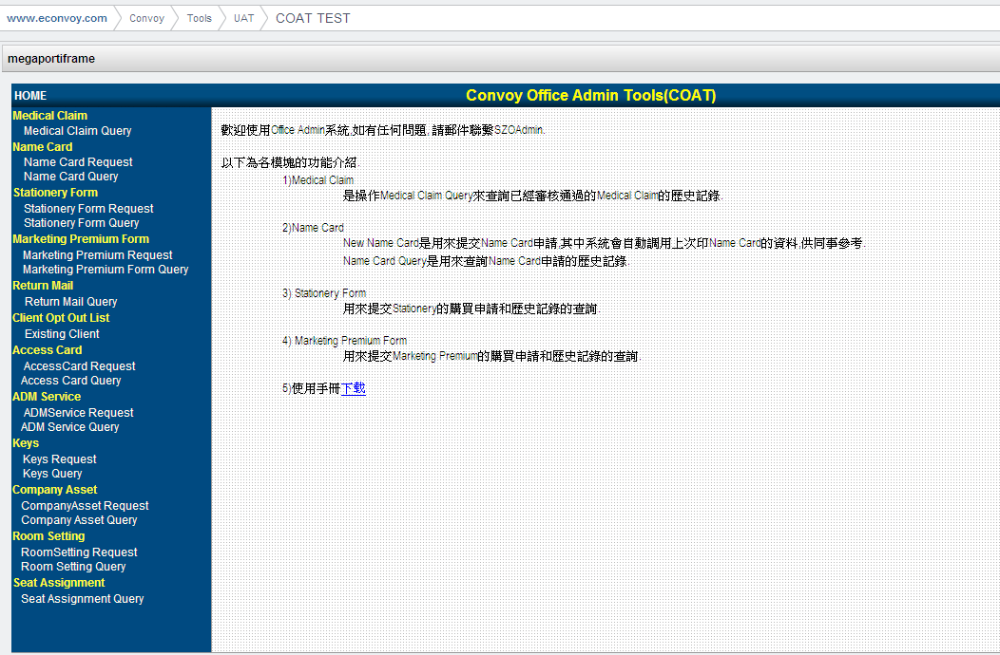 www.econvoy.com Convoy Tools UAT COAT TEST
megaportiframe
HOME Convoy Office Admin Tools(COAT)
Medical Claim
Medical Claim Query
Name Card
Name Card Request
Name Card Query
Stationery Form
Stationery Form Request
Stationery Form Query
Marketing Premium Form
Marketing Premium Request
Marketing Premium Form Query
Return Mail
Return Mail Query
Client Opt Out List
Existing Client
Access Card
AccessCard Request
Access Card Query
ADM Service
ADMService Request
ADM Service Query
Keys
Keys Request
Keys Query
Company Asset
CompanyAsset Request
Company Asset Query
Room Setting
RoomSetting Request
Room Setting Query
Seat Assignment
Seat Assignment Query
歡迎使用Office Admin系統,如有任何問題, 請郵件聯繫SZOAdmin.
以下為各模塊的功能介紹.
1)Medical Claim
是操作Medical Claim Query來查詢已經審核通過的Medical Claim的歷史記錄.
2)Name Card
New Name Card是用來提交Name Card申請,其中系統會自動調用上次印Name Card的資料,供同事參考.
Name Card Query是用來查詢Name Card申請的歷史記錄.
3) Stationery Form
用來提交Stationery的購買申請和歷史記錄的查詢.
4) Marketing Premium Form
用來提交Marketing Premium的購買申請和歷史記錄的查詢.
5)使用手冊下载